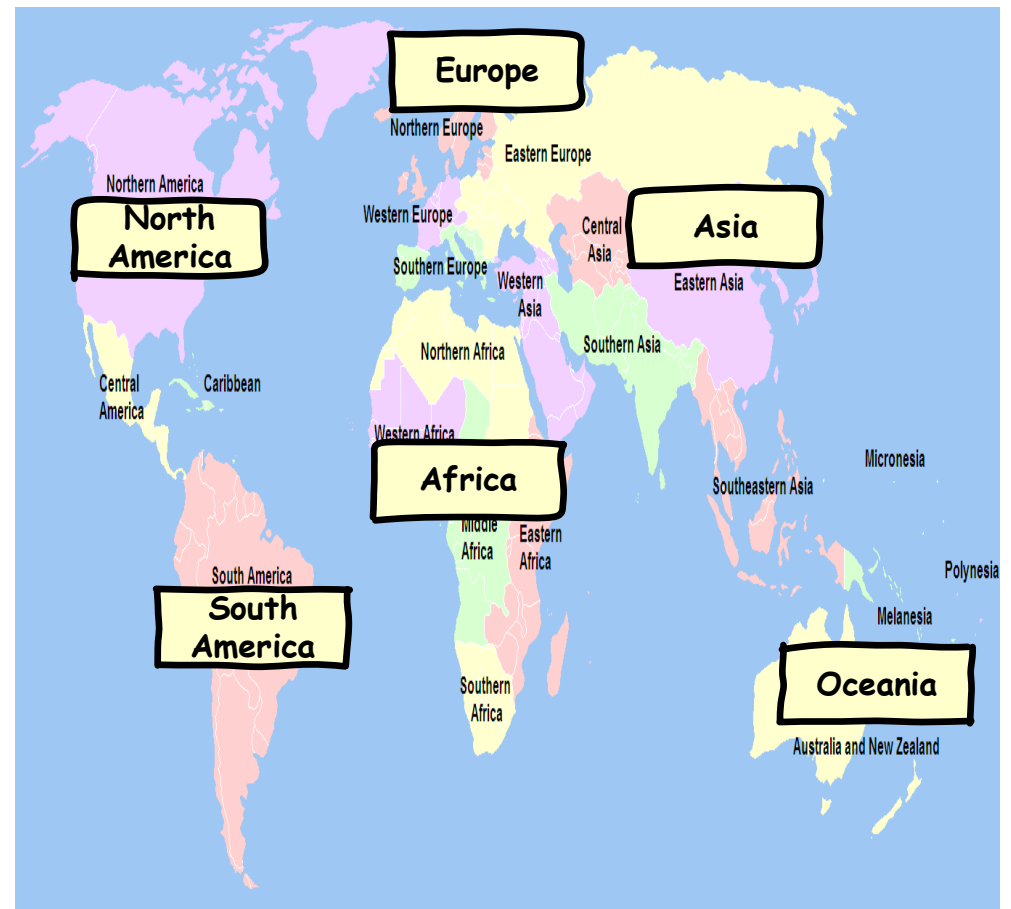 Europe
Northern Europe
Eastern Europe
Northern America
North
America
Western Europe
Central
Asia
Asia
Southern Europe
Western
Asia
Eastern Asia
Northern Africa
Southern Asia
Central
America
Caribbean
Western Africa
Africa
Micronesia
Southeastern Asia
Middle
Africa
Eastern
Africa
South America
South
America
Polynesia
Melanesia
Oceania
Southern
Africa
Australia and New Zealand